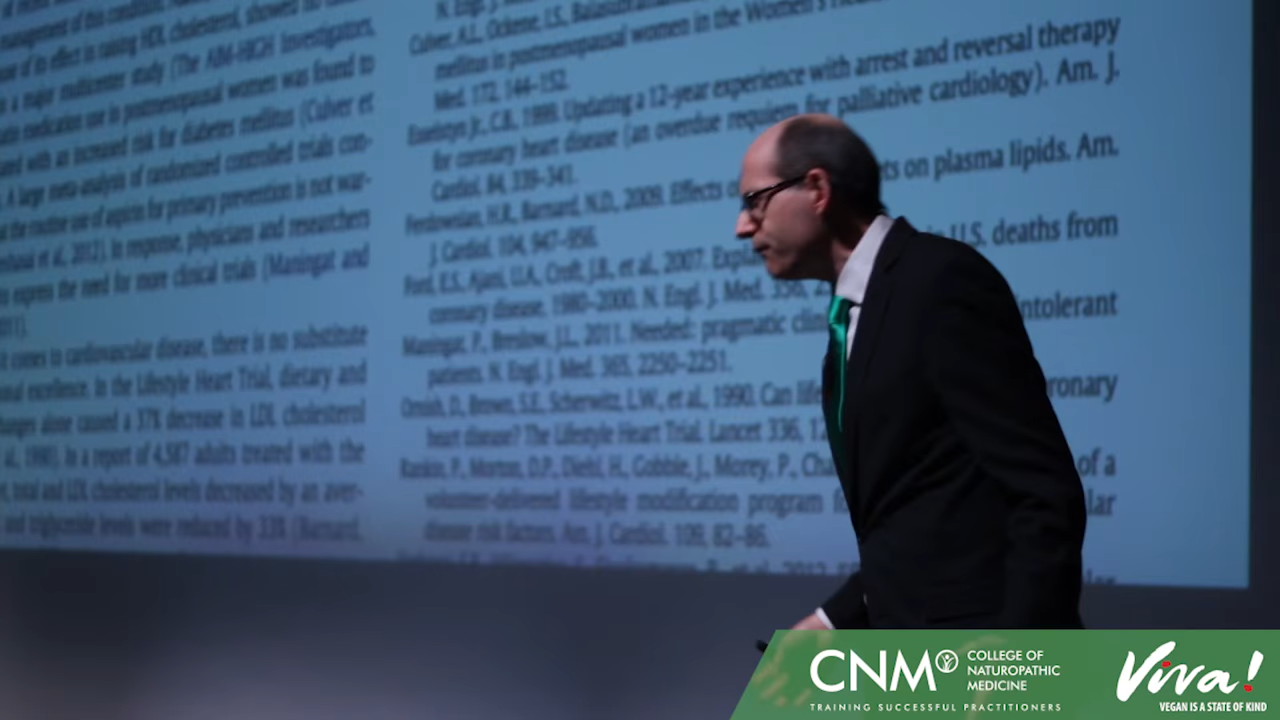 agement of this condition. However, the
use of its effect in raising HDL cholesterol, showed no
a major multicenter study (The AIM-HIGH Investigators,
medication use in postmenopausal women was found to
with an increased risk for diabetes mellitus (Culver et
A large meta-analysis of randomized controlled trials con-
the routine use of aspirin for primary prevention is not war-
et al., 2012). In response, physicians and researchers
express the need for more clinical trials (Maningat and
comes to cardiovascular disease, there is no substitute
excellence. In the Lifestyle Heart Trial, dietary and
alone caused a 37% decrease in LDL cholesterol
al., 1990). In a report of 4,587 adults treated with the
total and LDL cholesterol levels decreased by an aver-
and triglyceride levels were reduced by 33% (Barnard,
N. Engl. J.
Culver, A.L., Ockene, I.S., Balasubramanian
mellitus in postmenopausal women in the Women's
Med. 172, 144–152.
Esselstyn Jr., C.B., 1999. Updating a 12-year experience with arrest and reversal therapy
for coronary heart disease (an overdue requiem for palliative cardiology). Am. J.
Cardiol. 84, 339–341.
Ferdowsian, H.R., Barnard, N.D., 2009. Effects on plasma lipids. Am.
J. Cardiol. 104, 947–956.
Ford, E.S., Ajani, U.A., Croft, J.B., et al., 2007. U.S. deaths from
coronary disease, 1980–2000. N. Engl. J. Med. 356,
Maningat, P., Breslow, J.L., 2011. Needed: pragmatic ntolerant
patients. N. Engl. J. Med. 365, 2250–2251.
Ornish, D., Brown, S.E., Scherwitz, L.W., et al., 1990. Can life oronary
heart disease? The Lifestyle Heart Trial. Lancet 336,
Rankin, P., Morton, D.P., Diehl, H., Gobble, J., Morey, P., of a
volunteer-delivered lifestyle modification program lar
disease risk factors. Am. J. Cardiol. 109, 82–86.
CNM
COLLEGE OF
NATUROPATHIC
MEDICINE
TRAINING SUCCESSFUL PRACTITIONERS
Viva!
VEGAN IS A STATE OF KIND